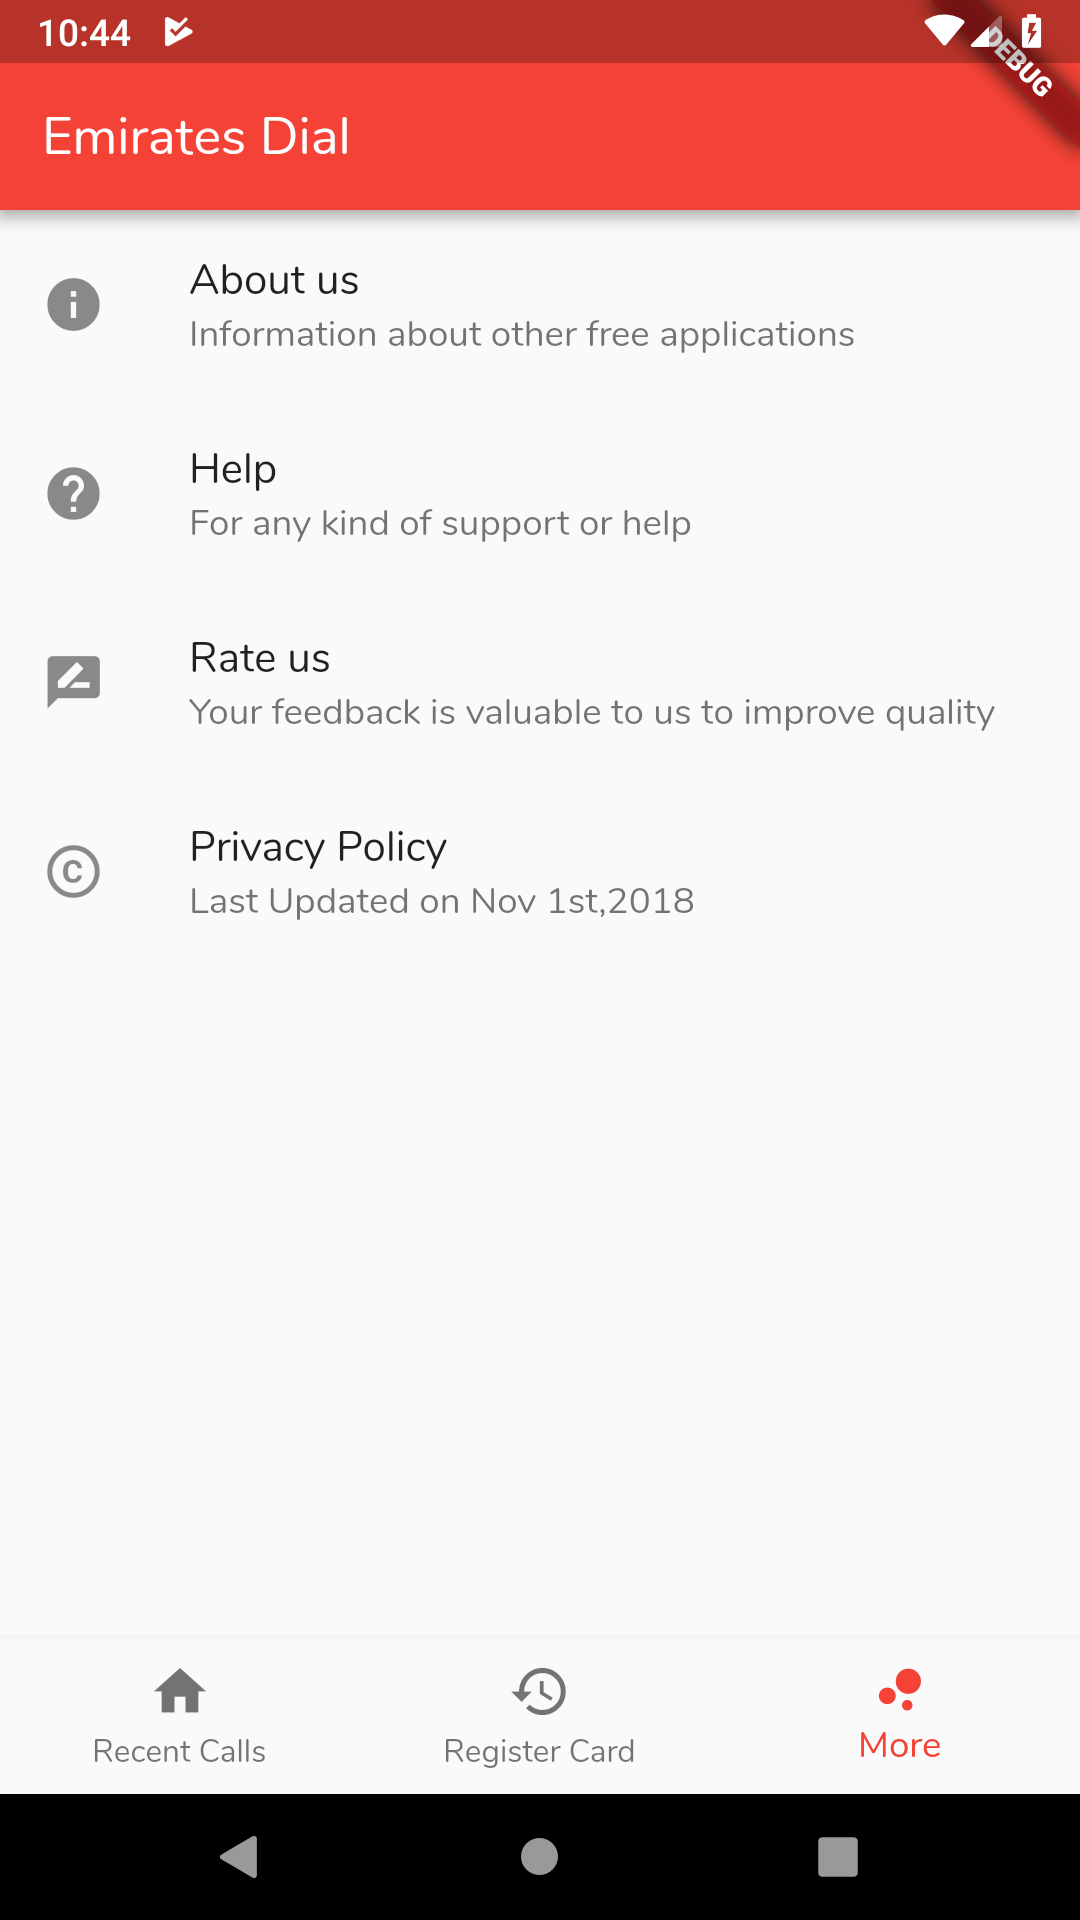 10:44
DEBUG
Emirates Dial
About us
Information about other free applications
Help
For any kind of support or help
Rate us
Your feedback is valuable to us to improve quality
C
Privacy Policy
Last Updated on Nov 1st,2018
Recent Calls
Register Card
More